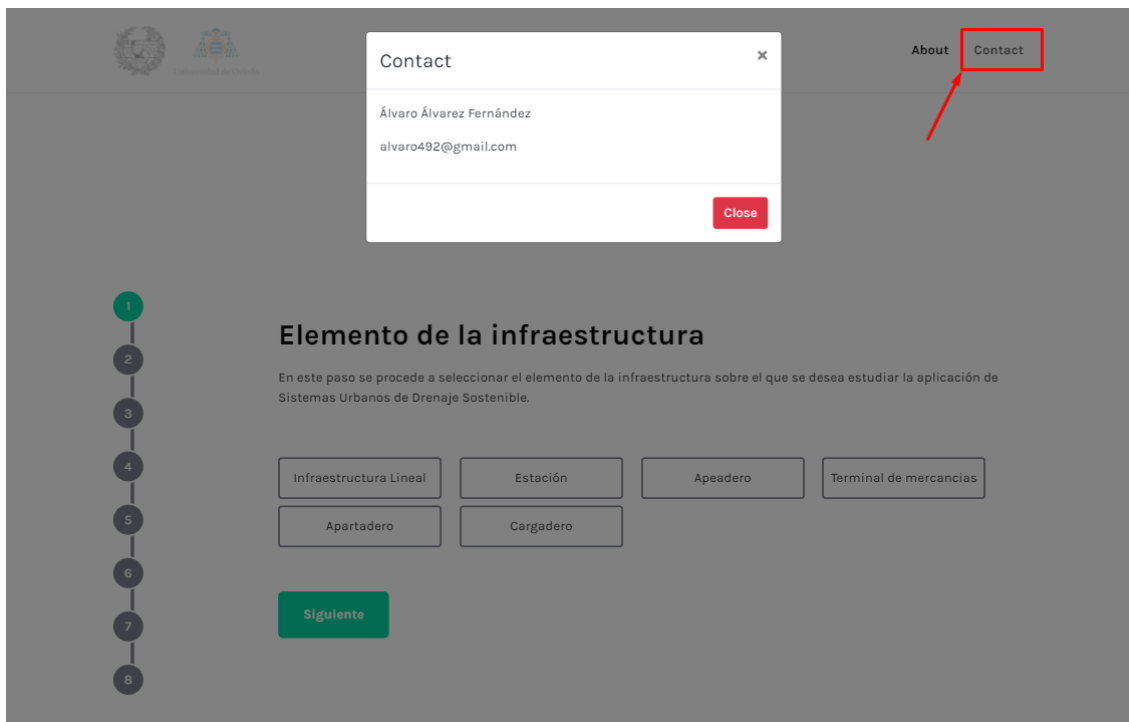 Universidad de Oviedo
About
Contact
Contact
×
Álvaro Álvarez Fernández
alvaro492@gmail.com
Close
1
2
3
4
5
6
7
8
Elemento de la infraestructura
En este paso se procede a seleccionar el elemento de la infraestructura sobre el que se desea estudiar la aplicación de
Sistemas Urbanos de Drenaje Sostenible.
Infraestructura Lineal
Estación
Apeadero
Terminal de mercancias
Apartadero
Cargadero
Siguiente